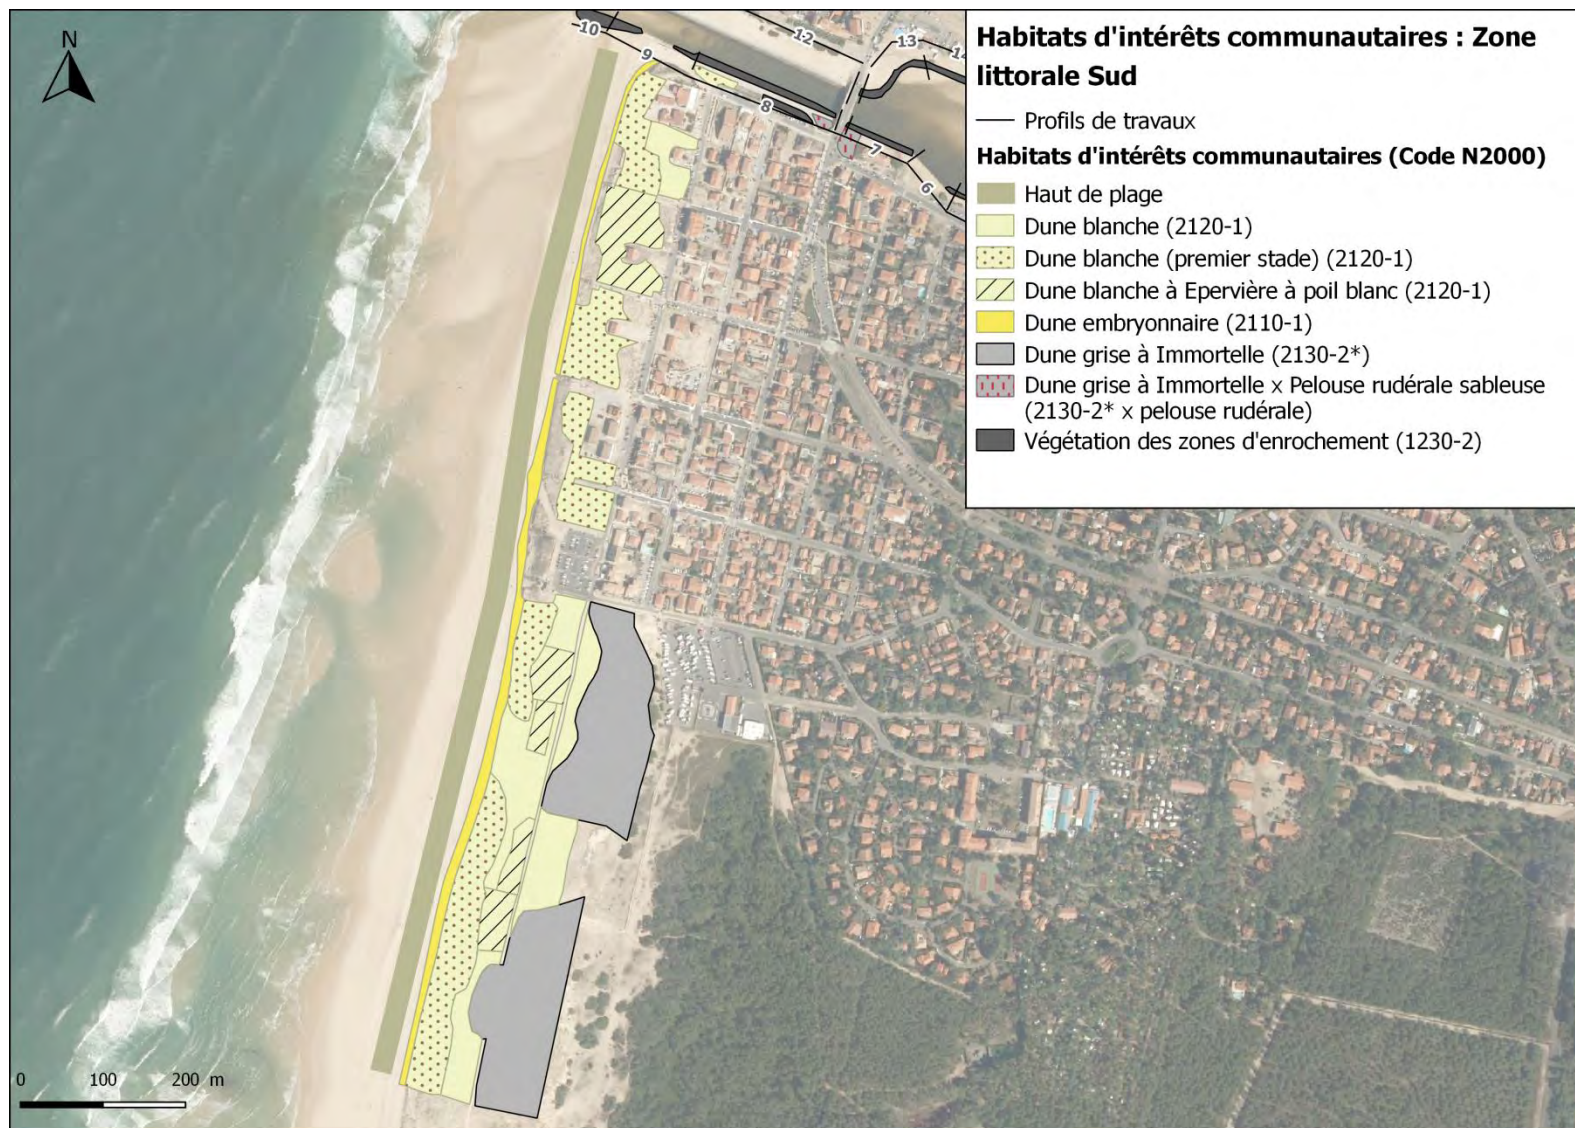 N
10
9
12
13
14
8
7
6
Habitats d'intérêts communautaires : Zone
littorale Sud
Profils de travaux
Habitats d'intérêts communautaires (Code N2000)
Haut de plage
Dune blanche (2120-1)
Dune blanche (premier stade) (2120-1)
Dune blanche à Epervière à poil blanc (2120-1)
Dune embryonnaire (2110-1)
Dune grise à Immortelle (2130-2*)
Dune grise à Immortelle x Pelouse rudérale sableuse
(2130-2* x pelouse rudérale)
Végétation des zones d'enrochement (1230-2)
0 100 200 m